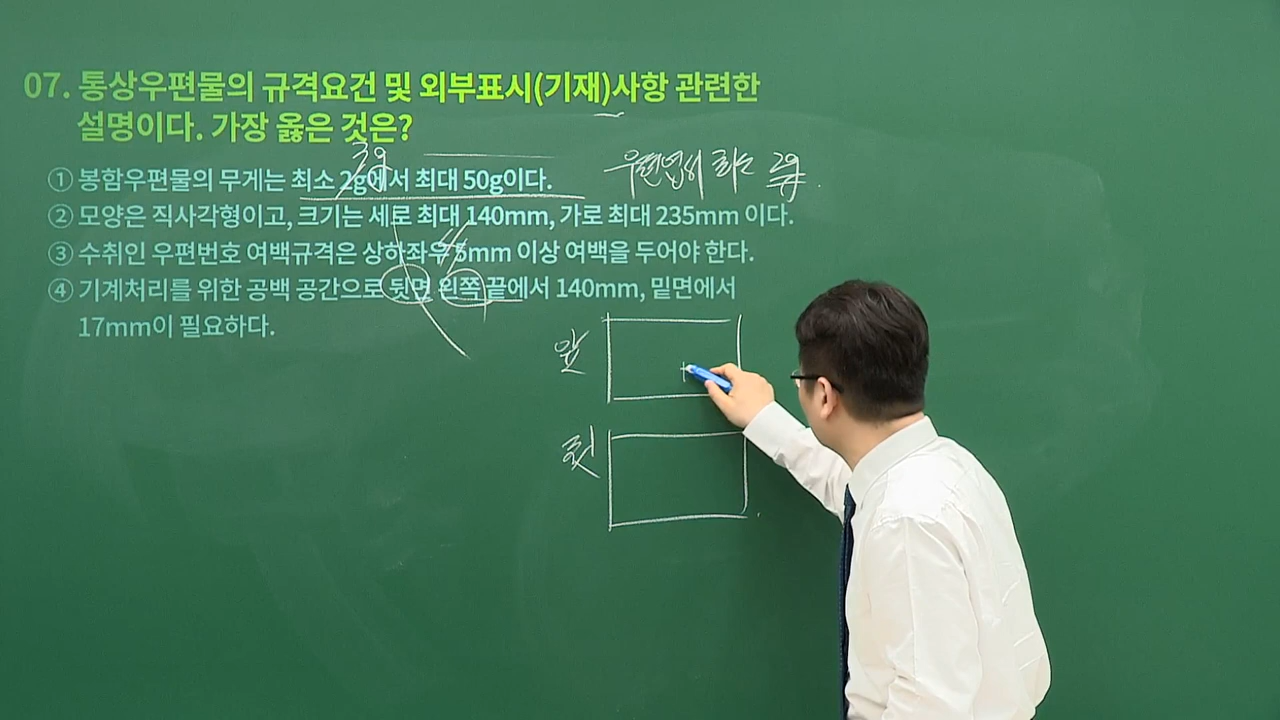 07. 통상우편물의 규격요건 및 외부표시(기재)사항 관련한
설명이다. 가장 옳은 것은?
3g
① 봉함우편물의 무게는 최소 2g에서 최대 50g이다.
우편엽서 최소 2g
② 모양은 직사각형이고, 크기는 세로 최대 140mm, 가로 최대 235mm 이다.
③ 수취인 우편번호 여백규격은 상하좌우 5mm 이상 여백을 두어야 한다.
4
④ 기계처리를 위한 공백 공간으로 뒷면 왼쪽 끝에서 140mm, 밑면에서
17mm이 필요하다.
앞
뒷